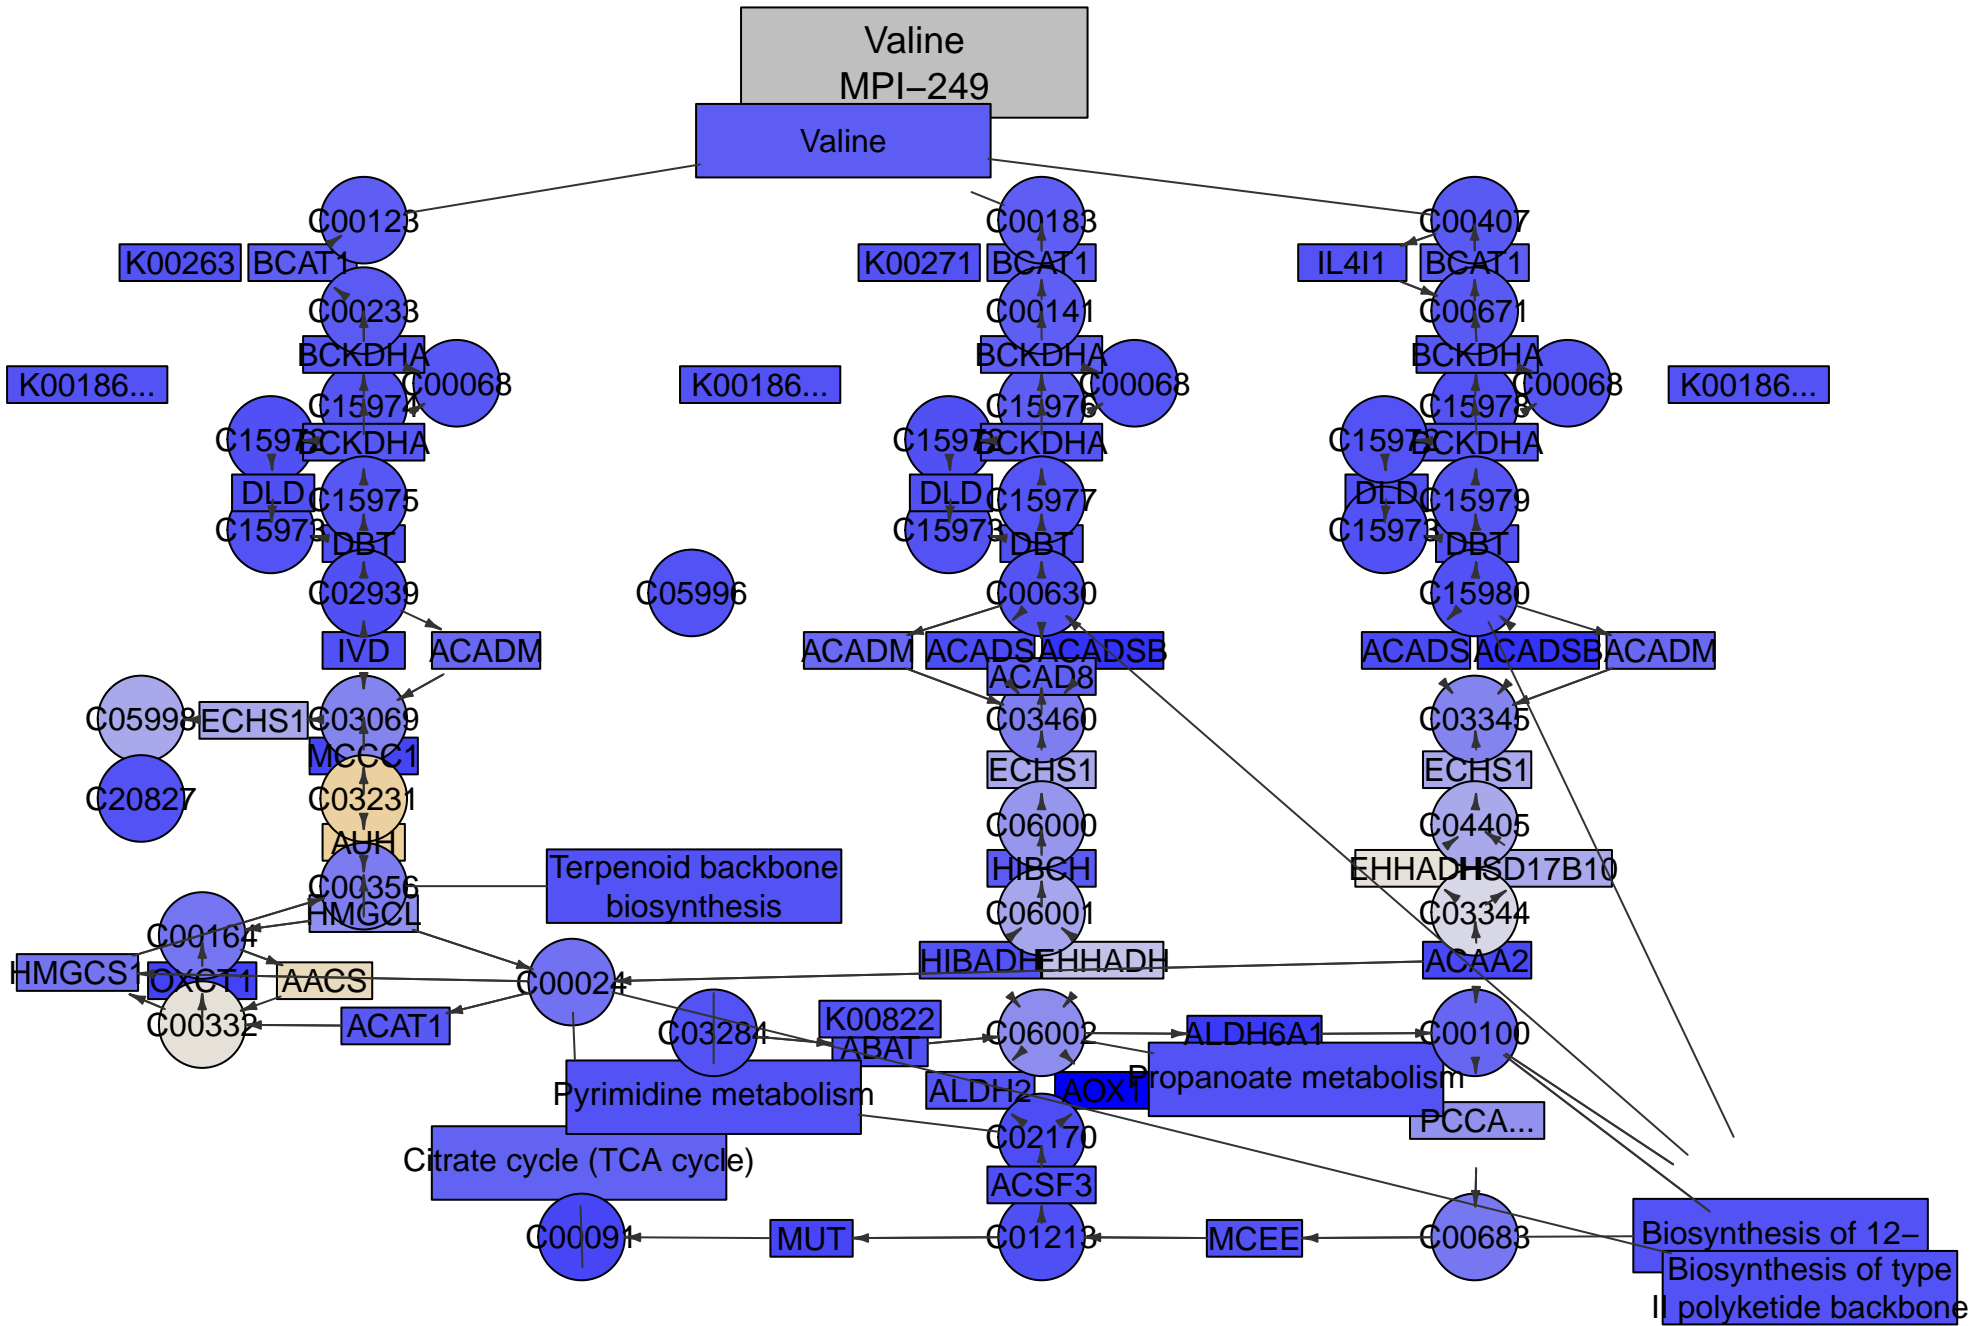 Valine
MPI−249
Valine
C00123
C00183
C00407
K00263
BCAT1
K00271
BCAT1
IL4I1
BCAT1
C00233
C00141
C00671
BCKDHA
BCKDHA
BCKDHA
K00186...
C00068
K00186...
C00068
C00068
K00186...
C15974
C15976
C15978
C15972
BCKDHA
C15972
BCKDHA
C15972
BCKDHA
DLD
C15975
DLD
C15977
DLD
C15979
C15973
DBT
C15973
DBT
C15973
DBT
C02939
C05996
C00630
C15980
IVD
ACADM
ACADM
ACADS
ACADSB
ACADS
ACADSB
ACADM
ACAD8
C05998
ECHS1
C03069
C03460
C03345
MCCC1
ECHS1
ECHS1
C20827
C03231
C06000
C04405
AUH
HIBCH
EHHADH
HSD17B10
Terpenoid backbone
biosynthesis
C00356
HMGCL
C06001
C03344
C00164
HMGCS1
OXCT1
AACS
C00024
HIBADH
EHHADH
ACAA2
C00332
ACAT1
C03284
K00822
ABAT
C06002
ALDH6A1
C00100
Pyrimidine metabolism
ALDH2
AOX1
Propanoate metabolism
PCCA...
C02170
Citrate cycle (TCA cycle)
ACSF3
C00091
MUT
C01213
MCEE
C00683
Biosynthesis of 12−
Biosynthesis of type
II polyketide backbone